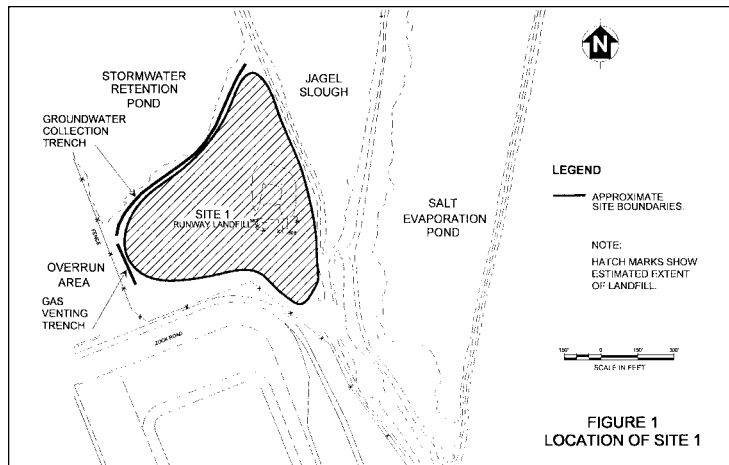 N
STORMWATER
RETENTION
POND
JAGEL
SLOUGH
GROUNDWATER
COLLECTION
TRENCH
LEGEND
APPROXIMATE
SITE BOUNDARIES.
SALT
EVAPORATION
POND
SITE 1
RUNWAY LANDFILL
FENCE
NOTE:
HATCH MARKS SHOW
ESTIMATED EXTENT
OF LANDFILL.
OVERRUN
AREA
GAS
VENTING
TRENCH
ZOOK ROAD
150' 0 150' 300'
SCALE IN FEET
FIGURE 1
LOCATION OF SITE 1